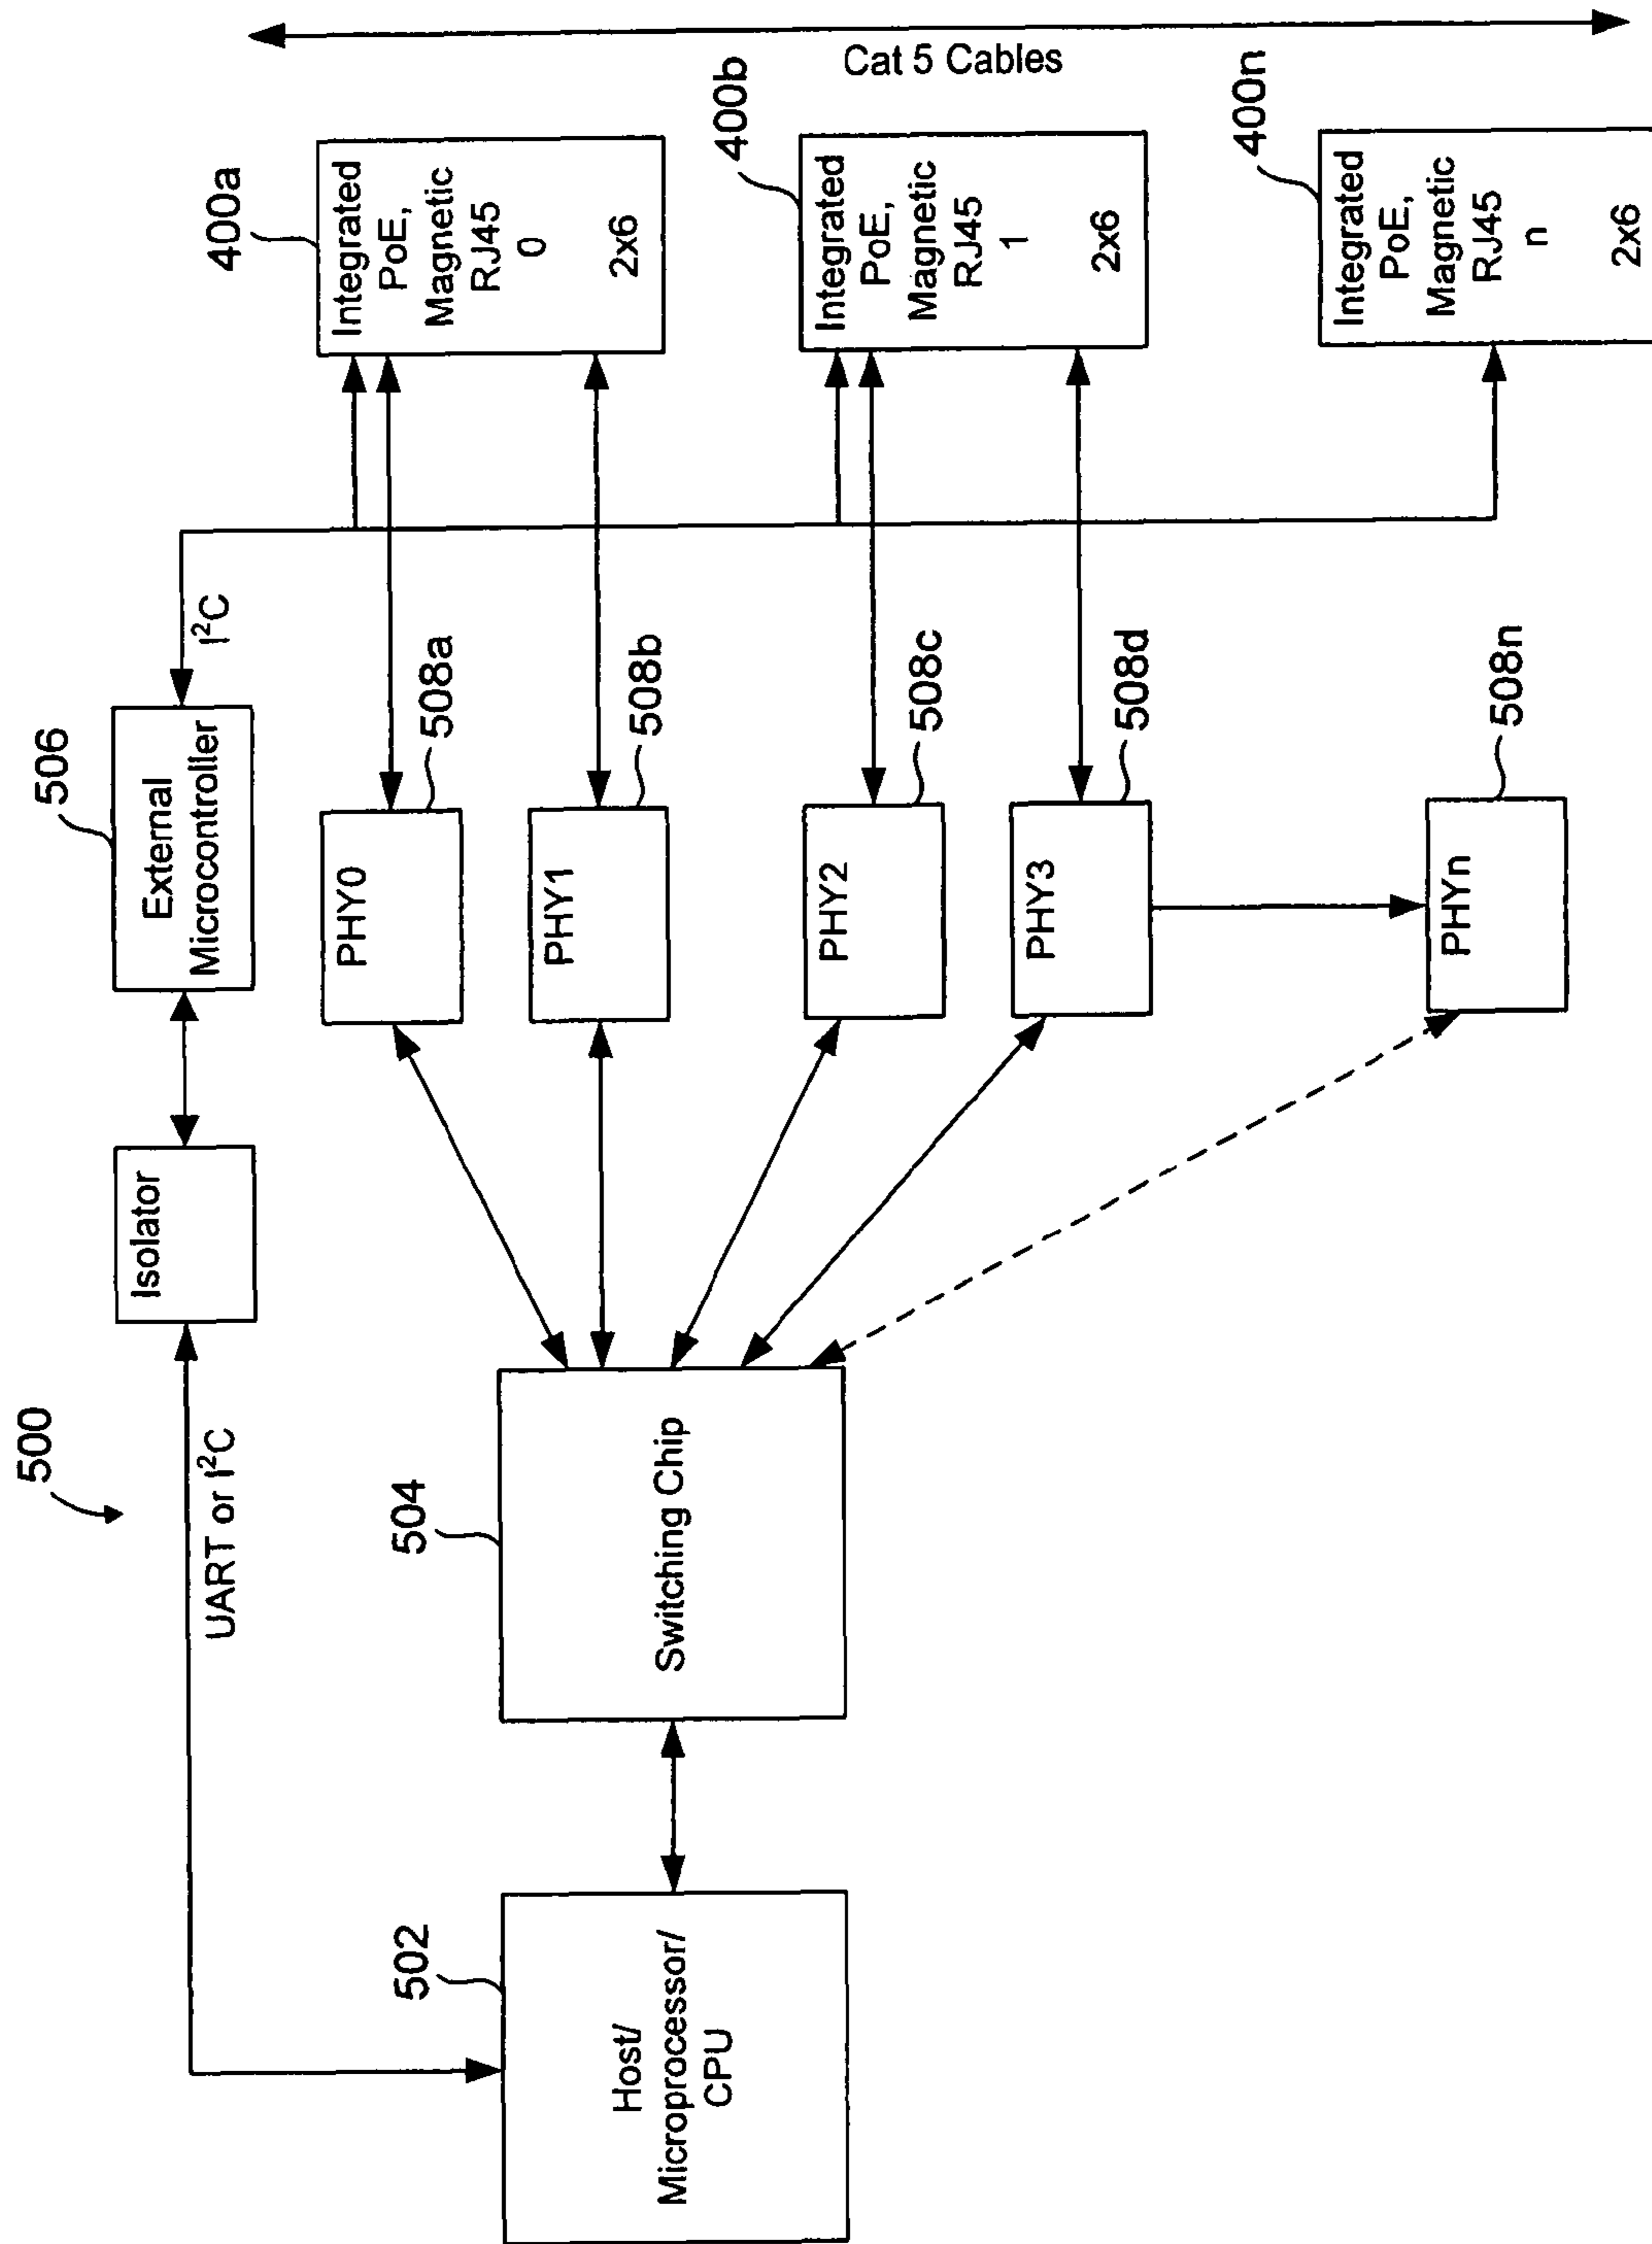 500
UART or I²C
Isolator
506
External
Microcontroller
I²C
Host/
Microprocessor/
CPU
502
Switching Chip
504
PHY0
508a
PHY1
508b
PHY2
508c
PHY3
508d
PHYn
508n
400a
Integrated
PoE,
Magnetic
RJ45
0
2x6
400b
Integrated
PoE,
Magnetic
RJ45
1
2x6
400n
Integrated
PoE,
Magnetic
RJ45
n
2x6
Cat 5 Cables